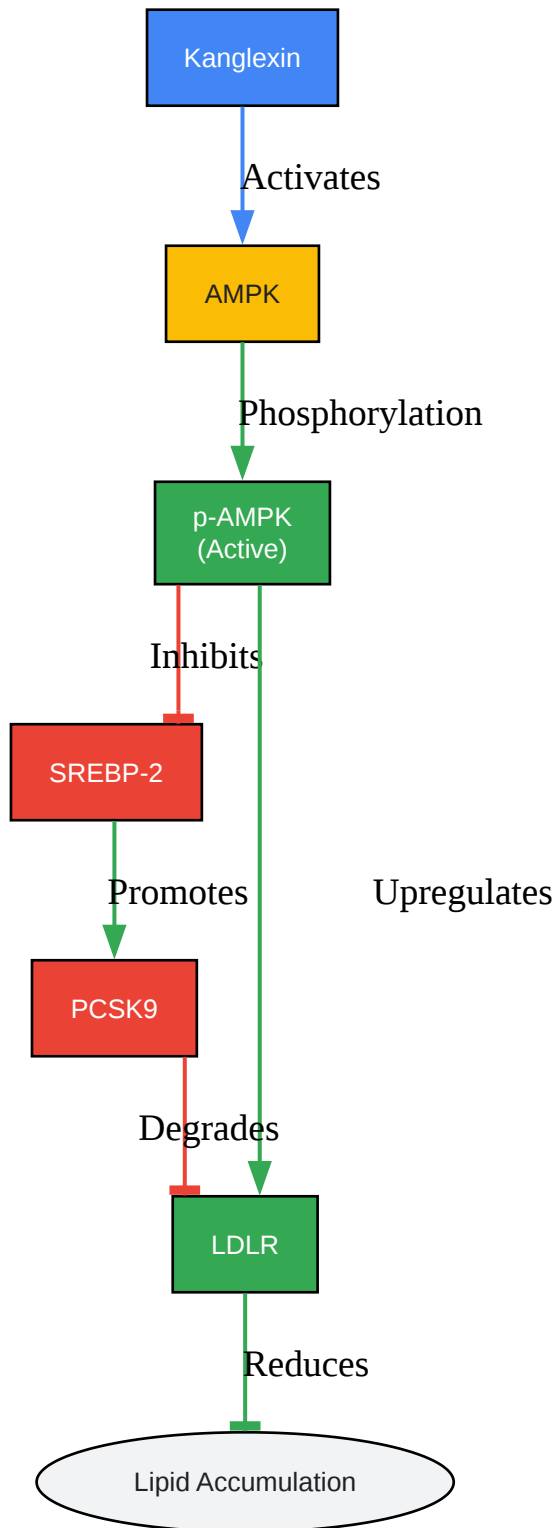 Kanglexin
Activates
AMPK
Phosphorylation
p-AMPK
(Active)
Inhibits
SREBP-2
Promotes
Upregulates
PCSK9
Degrades
LDLR
Reduces
Lipid Accumulation